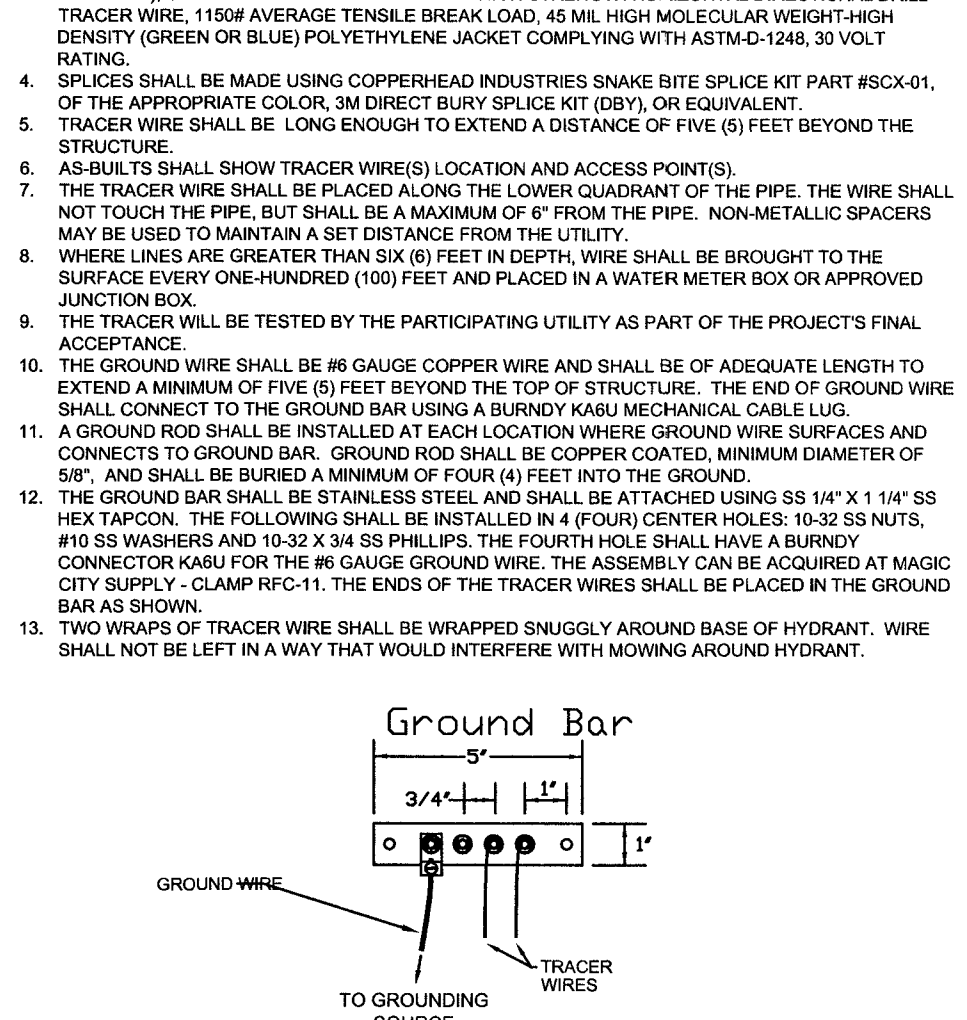 TRACER WIRE, 1150# AVERAGE TENSILE BREAK LOAD, 45 MIL HIGH MOLECULAR WEIGHT-HIGH
DENSITY (GREEN OR BLUE) POLYETHYLENE JACKET COMPLYING WITH ASTM-D-1248, 30 VOLT
RATING.
4. SPLICES SHALL BE MADE USING COPPERHEAD INDUSTRIES SNAKE BITE SPLICE KIT PART #SCX-01,
OF THE APPROPRIATE COLOR, 3M DIRECT BURY SPLICE KIT (DBY), OR EQUIVALENT.
5. TRACER WIRE SHALL BE LONG ENOUGH TO EXTEND A DISTANCE OF FIVE (5) FEET BEYOND THE
STRUCTURE.
6. AS-BUILTS SHALL SHOW TRACER WIRE(S) LOCATION AND ACCESS POINT(S).
7. THE TRACER WIRE SHALL BE PLACED ALONG THE LOWER QUADRANT OF THE PIPE. THE WIRE SHALL
NOT TOUCH THE PIPE, BUT SHALL BE A MAXIMUM OF 6" FROM THE PIPE. NON-METALLIC SPACERS
MAY BE USED TO MAINTAIN A SET DISTANCE FROM THE UTILITY.
8. WHERE LINES ARE GREATER THAN SIX (6) FEET IN DEPTH, WIRE SHALL BE BROUGHT TO THE
SURFACE EVERY ONE-HUNDRED (100) FEET AND PLACED IN A WATER METER BOX OR APPROVED
JUNCTION BOX.
9. THE TRACER WILL BE TESTED BY THE PARTICIPATING UTILITY AS PART OF THE PROJECT'S FINAL
ACCEPTANCE.
10. THE GROUND WIRE SHALL BE #6 GAUGE COPPER WIRE AND SHALL BE OF ADEQUATE LENGTH TO
EXTEND A MINIMUM OF FIVE (5) FEET BEYOND THE TOP OF STRUCTURE. THE END OF GROUND WIRE
SHALL CONNECT TO THE GROUND BAR USING A BURNDY KA6U MECHANICAL CABLE LUG.
11. A GROUND ROD SHALL BE INSTALLED AT EACH LOCATION WHERE GROUND WIRE SURFACES AND
CONNECTS TO GROUND BAR. GROUND ROD SHALL BE COPPER COATED, MINIMUM DIAMETER OF
5/8", AND SHALL BE BURIED A MINIMUM OF FOUR (4) FEET INTO THE GROUND.
12. THE GROUND BAR SHALL BE STAINLESS STEEL AND SHALL BE ATTACHED USING SS 1/4" X 1 1/4" SS
HEX TAPCON. THE FOLLOWING SHALL BE INSTALLED IN 4 (FOUR) CENTER HOLES: 10-32 SS NUTS,
#10 SS WASHERS AND 10-32 X 3/4 SS PHILLIPS. THE FOURTH HOLE SHALL HAVE A BURNDY
CONNECTOR KA6U FOR THE #6 GAUGE GROUND WIRE. THE ASSEMBLY CAN BE ACQUIRED AT MAGIC
CITY SUPPLY - CLAMP RFC-11. THE ENDS OF THE TRACER WIRES SHALL BE PLACED IN THE GROUND
BAR AS SHOWN.
13. TWO WRAPS OF TRACER WIRE SHALL BE WRAPPED SNUGGLY AROUND BASE OF HYDRANT. WIRE
SHALL NOT BE LEFT IN A WAY THAT WOULD INTERFERE WITH MOWING AROUND HYDRANT.
Ground Bar
5"
3/4"
1"
1"
GROUND WIRE
TRACER
WIRES
TO GROUNDING